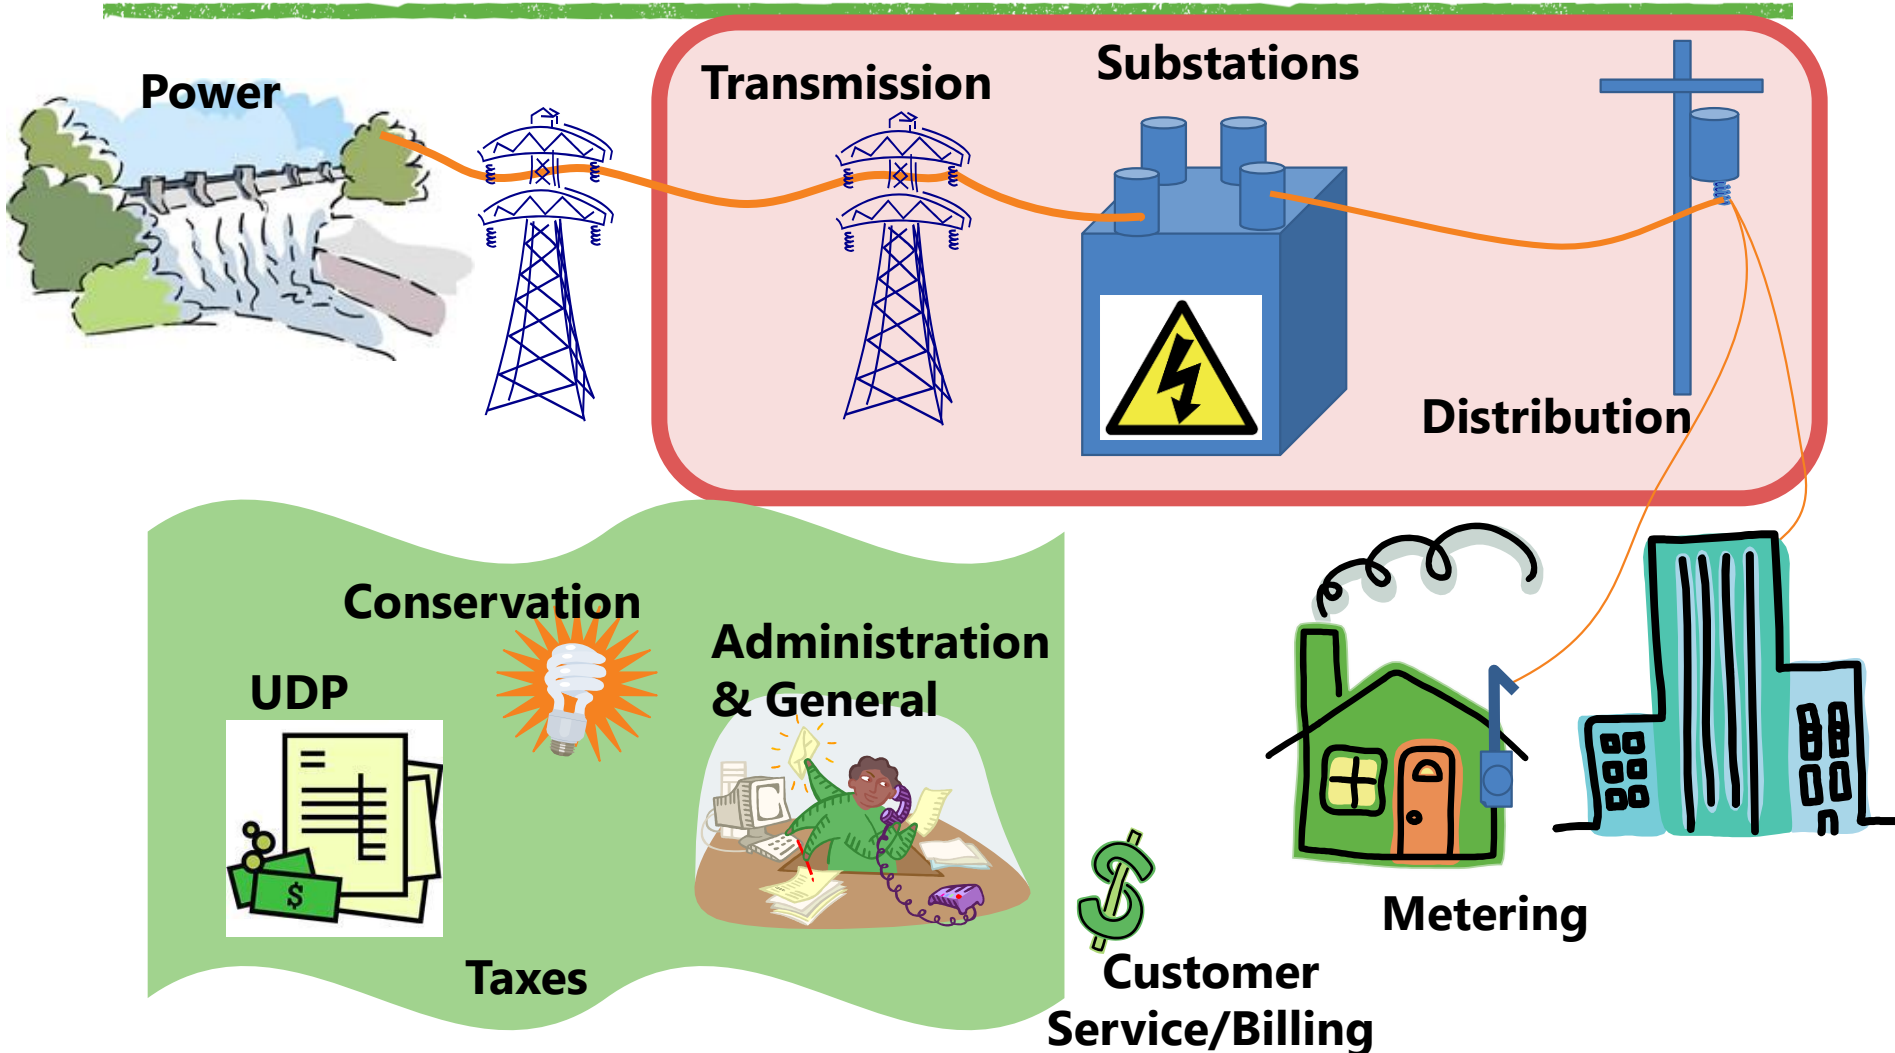 Power
Transmission
Substations
Distribution
Conservation
Administration
& General
UDP
$
Taxes
Metering
Customer
Service/Billing